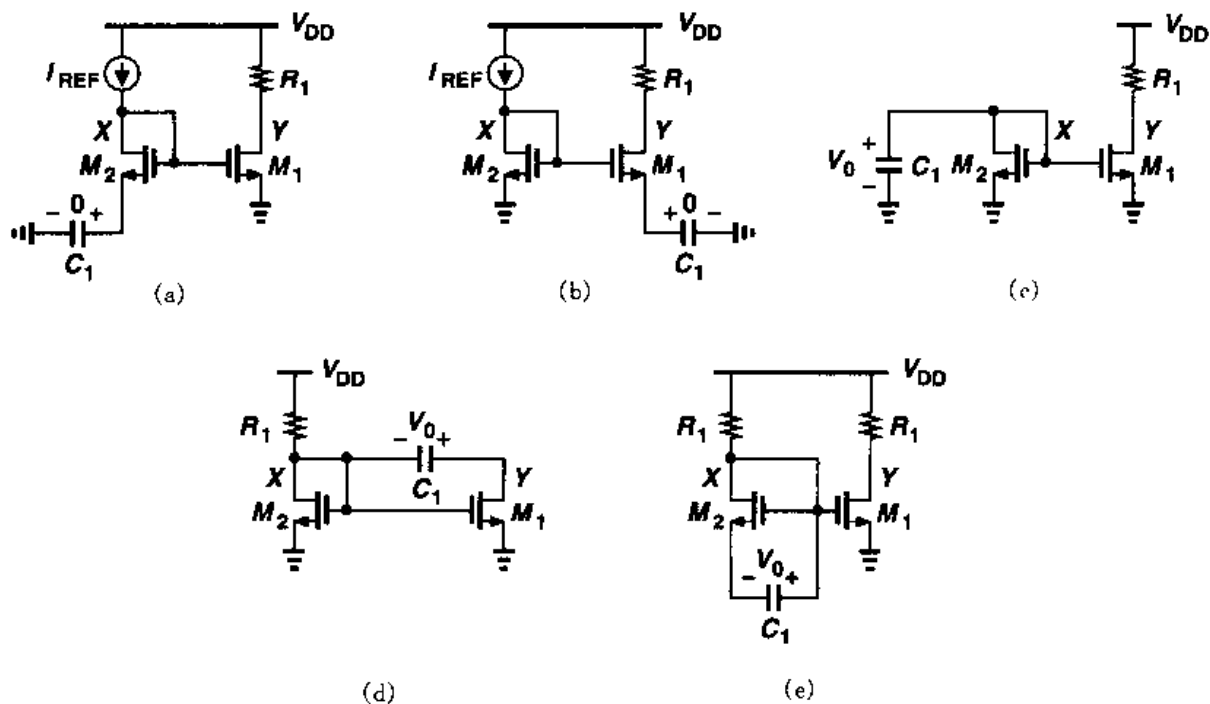 V_DD V_DD V_DD
I_REF R_1 I_REF R_1 R_1
X Y X Y X Y
M_2 M_1 M_2 M_1 V_0 + − C_1 M_2 M_1
− 0 + + 0 −
C_1 C_1
(a) (b) (c)
V_DD V_DD
R_1 − V_0 + R_1 R_1
X C_1 Y X Y
M_2 M_1 M_2 M_1
− V_0 +
C_1
(d) (e)